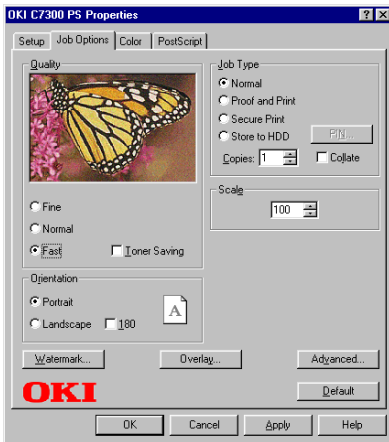 OKI C7300 PS Properties
Setup Job Options Color PostScript
Quality
Fine
Normal
Fast Toner Saving
Orientation
Portrait
Landscape 180
A
Job Type
Normal
Proof and Print
Secure Print
Store to HDD PIN...
Copies: 1 Collate
Scale
100
Watermark... Overlay... Advanced...
OKI Default
OK Cancel Apply Help